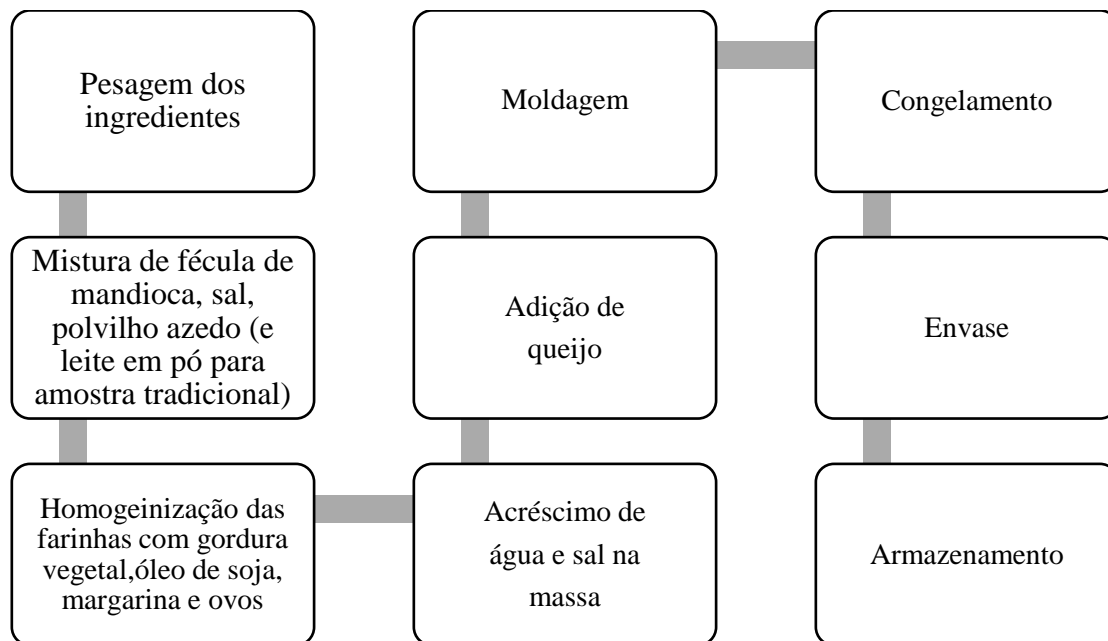 Pesagem dos
ingredientes
Mistura de fécula de
mandioca, sal,
polvilho azedo (e
leite em pó para
amostra tradicional)
Homogeinização das
farinhas com gordura
vegetal,óleo de soja,
margarina e ovos
Acréscimo de
água e sal na
massa
Adição de
queijo
Moldagem
Congelamento
Envase
Armazenamento